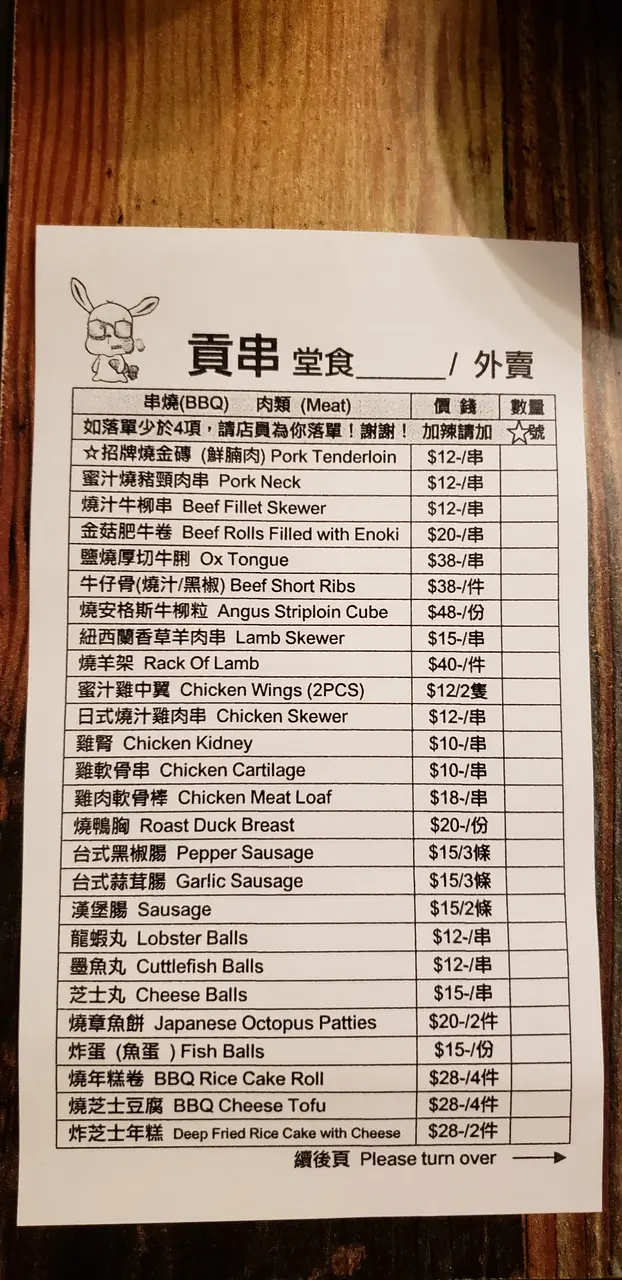 貢串 堂食______/ 外賣
串燒(BBQ) 肉類 (Meat) 價 錢 數量
如落單少於4項，請店員為你落單！謝謝！ 加辣請加 ☆號
☆招牌燒金磚 (鮮腩肉) Pork Tenderloin $12-/串
蜜汁燒豬頸肉串 Pork Neck $12-/串
燒汁牛柳串 Beef Fillet Skewer $12-/串
金菇肥牛卷 Beef Rolls Filled with Enoki $20-/串
鹽燒厚切牛脷 Ox Tongue $38-/串
牛仔骨(燒汁/黑椒) Beef Short Ribs $38-/件
燒安格斯牛柳粒 Angus Striploin Cube $48-/份
紐西蘭香草羊肉串 Lamb Skewer $15-/串
燒羊架 Rack Of Lamb $40-/件
蜜汁雞中翼 Chicken Wings (2PCS) $12/2隻
日式燒汁雞肉串 Chicken Skewer $12-/串
雞腎 Chicken Kidney $10-/串
雞軟骨串 Chicken Cartilage $10-/串
雞肉軟骨棒 Chicken Meat Loaf $18-/串
燒鴨胸 Roast Duck Breast $20-/份
台式黑椒腸 Pepper Sausage $15/3條
台式蒜茸腸 Garlic Sausage $15/3條
漢堡腸 Sausage $15/2條
龍蝦丸 Lobster Balls $12-/串
墨魚丸 Cuttlefish Balls $12-/串
芝士丸 Cheese Balls $15-/串
燒章魚餅 Japanese Octopus Patties $20-/2件
炸蛋 (魚蛋 ) Fish Balls $15-/份
燒年糕卷 BBQ Rice Cake Roll $28-/4件
燒芝士豆腐 BBQ Cheese Tofu $28-/4件
炸芝士年糕 Deep Fried Rice Cake with Cheese $28-/2件
續後頁 Please turn over →